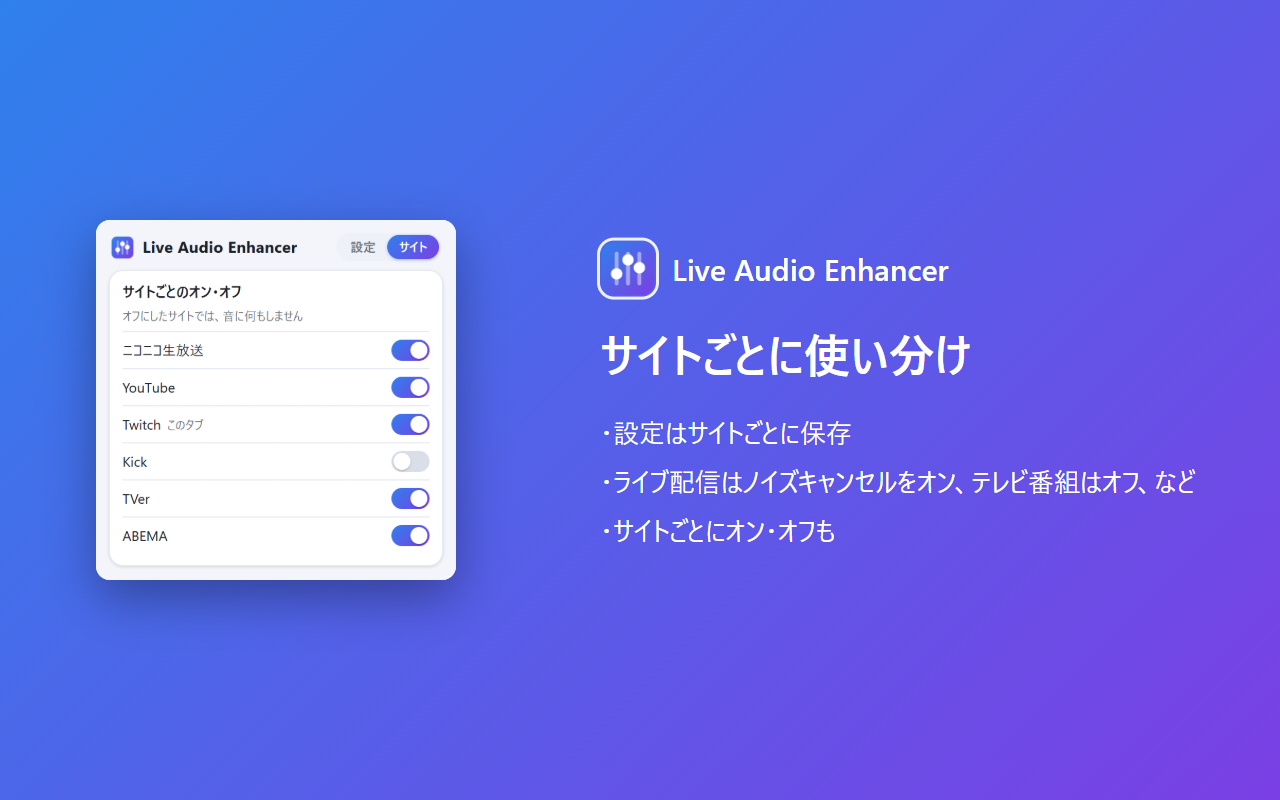 Live Audio Enhancer
設定
サイト
サイトごとのオン・オフ
オフにしたサイトでは、音に何もしません
ニコニコ生放送
YouTube
Twitch このタブ
Kick
TVer
ABEMA
Live Audio Enhancer
サイトごとに使い分け
・設定はサイトごとに保存
・ライブ配信はノイズキャンセルをオン、テレビ番組はオフ、など
・サイトごとにオン・オフも